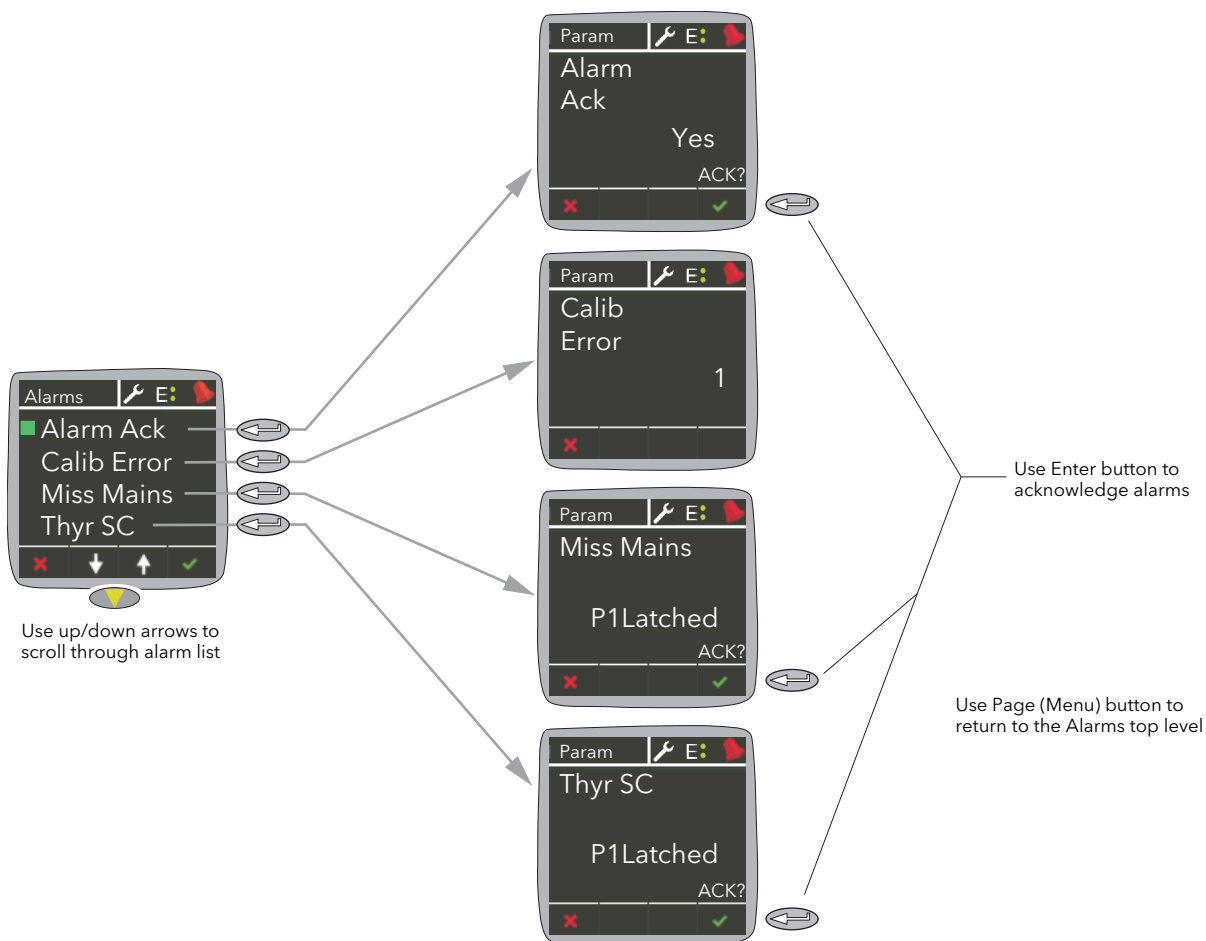 Param E:
Alarm
Ack
Yes
ACK?
Param E:
Calib
Error
1
Alarms E:
Alarm Ack
Calib Error
Miss Mains
Thyr SC
Use up/down arrows to
scroll through alarm list
Param E:
Miss Mains
P1Latched
ACK?
Param E:
Thyr SC
P1Latched
ACK?
Use Enter button to
acknowledge alarms
Use Page (Menu) button to
return to the Alarms top level